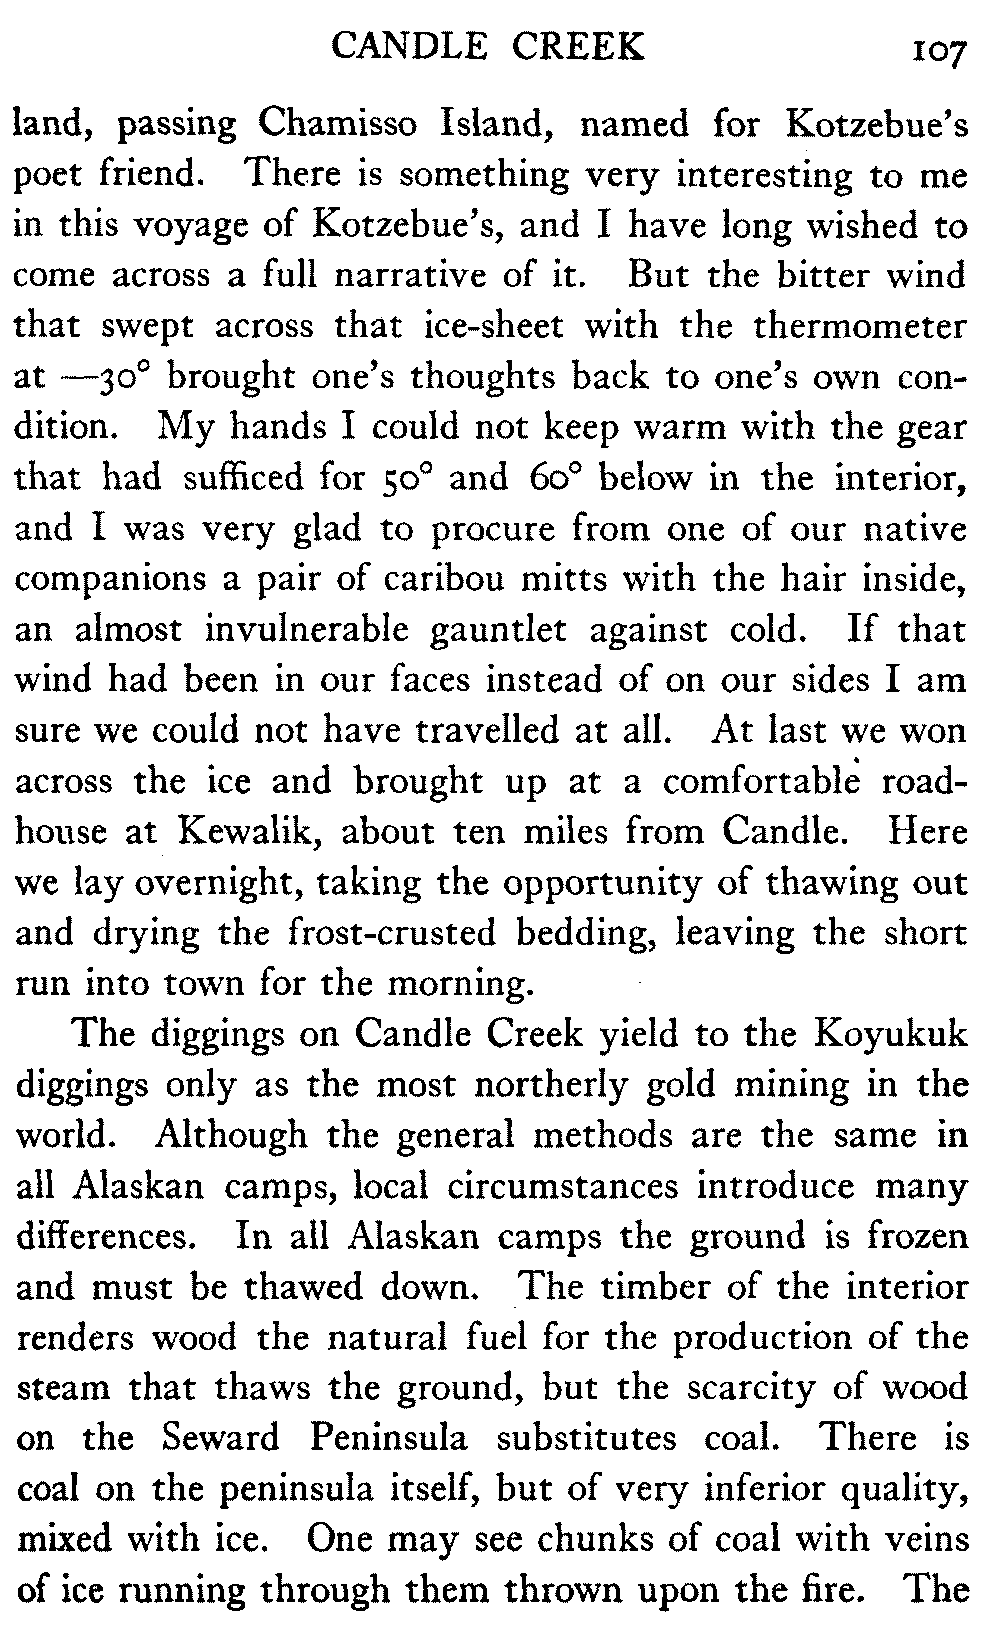 CANDLE CREEK 107
land, passing Chamisso Island, named for Kotzebue's
poet friend. There is something very interesting to me
in this voyage of Kotzebue's, and I have long wished to
come across a full narrative of it. But the bitter wind
that swept across that ice-sheet with the thermometer
at —30° brought one's thoughts back to one's own con-
dition. My hands I could not keep warm with the gear
that had sufficed for 50° and 60° below in the interior,
and I was very glad to procure from one of our native
companions a pair of caribou mitts with the hair inside,
an almost invulnerable gauntlet against cold. If that
wind had been in our faces instead of on our sides I am
sure we could not have travelled at all. At last we won
across the ice and brought up at a comfortable road-
house at Kewalik, about ten miles from Candle. Here
we lay overnight, taking the opportunity of thawing out
and drying the frost-crusted bedding, leaving the short
run into town for the morning.
The diggings on Candle Creek yield to the Koyukuk
diggings only as the most northerly gold mining in the
world. Although the general methods are the same in
all Alaskan camps, local circumstances introduce many
differences. In all Alaskan camps the ground is frozen
and must be thawed down. The timber of the interior
renders wood the natural fuel for the production of the
steam that thaws the ground, but the scarcity of wood
on the Seward Peninsula substitutes coal. There is
coal on the peninsula itself, but of very inferior quality,
mixed with ice. One may see chunks of coal with veins
of ice running through them thrown upon the fire. The